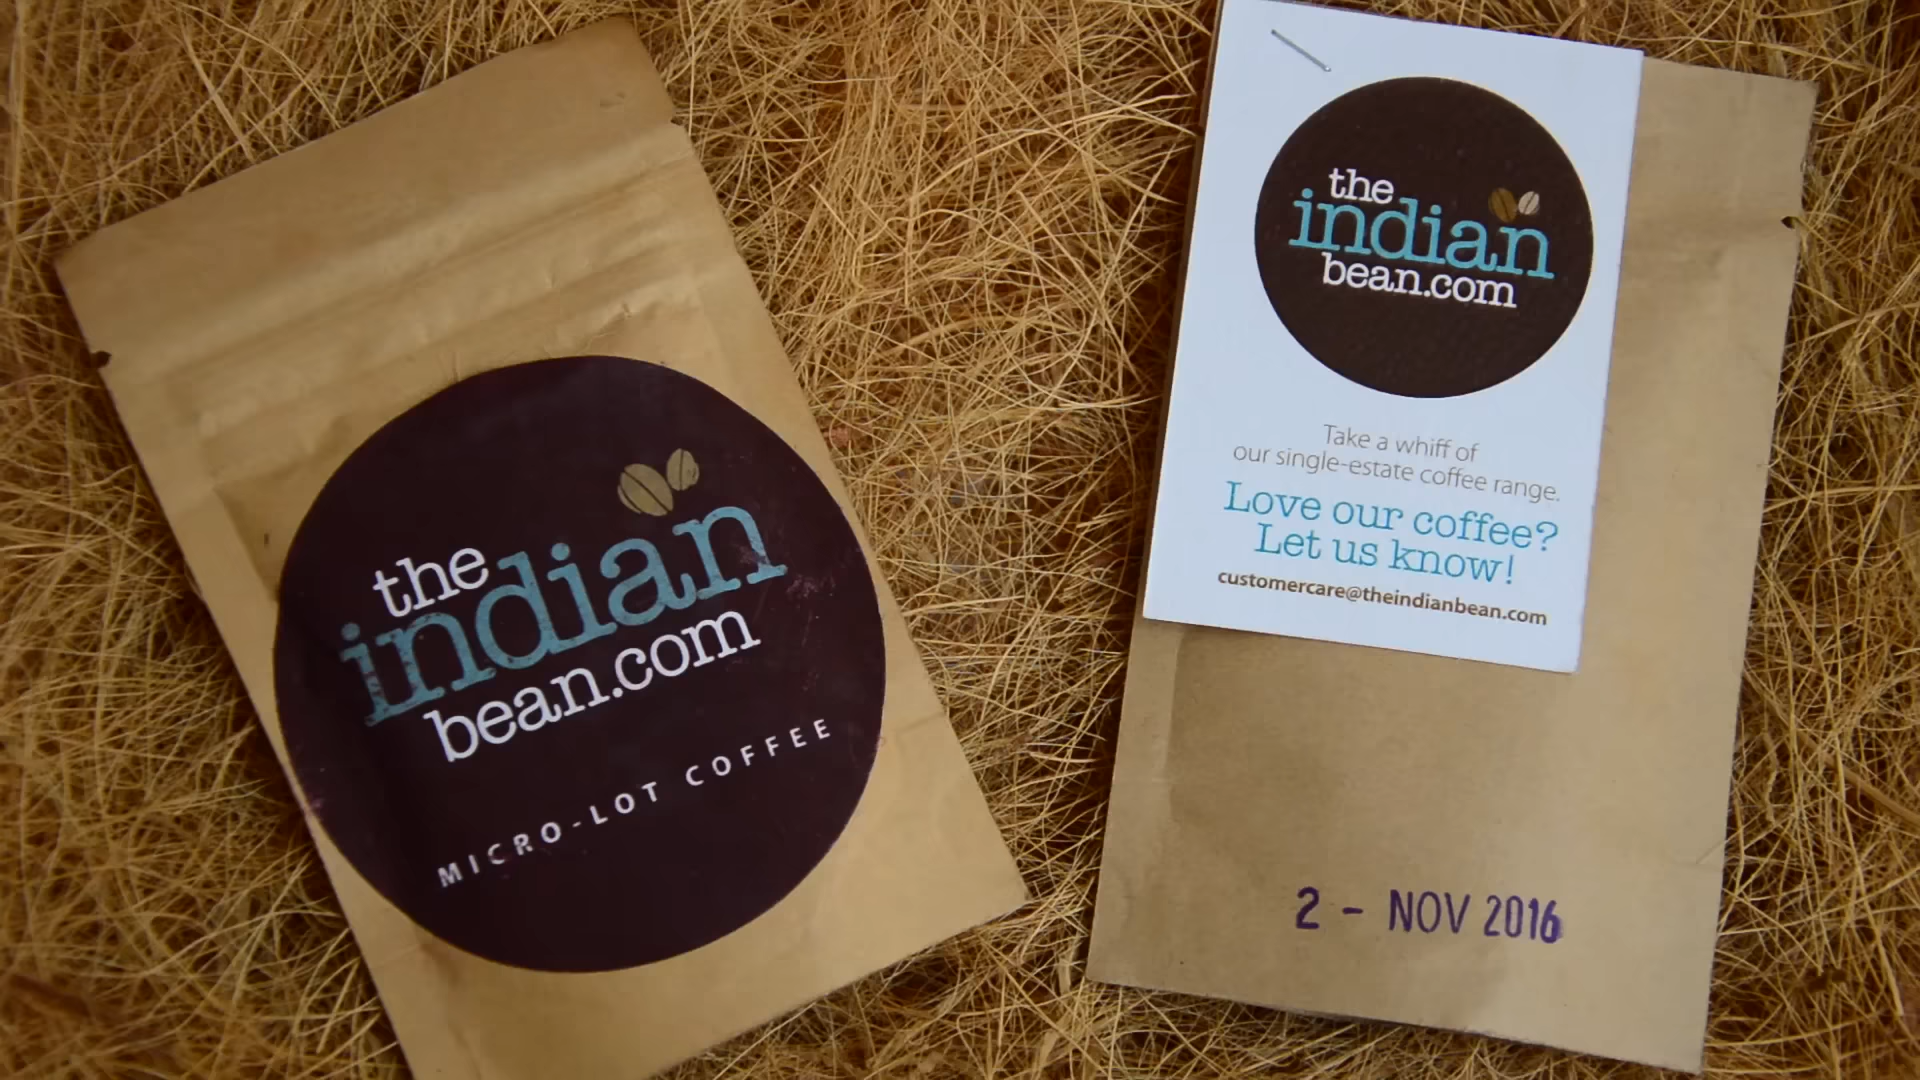 the
indian
bean.com
MICRO-LOT COFFEE
the
indian
bean.com
Take a whiff of
our single-estate coffee range.
Love our coffee?
Let us know!
customercare@theindianbean.com
2 - NOV 2016